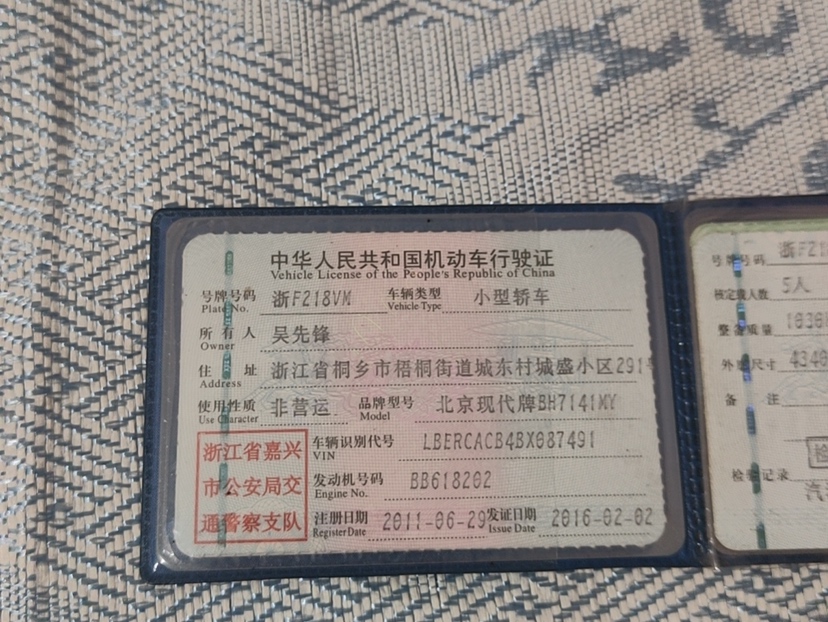 中华人民共和国机动车行驶证
Vehicle License of the People's Republic of China
号牌号码 浙F218VM 车辆类型 小型轿车
Plate No. Vehicle Type
所有人 吴先锋
Owner
住址 浙江省桐乡市梧桐街道城东村城盛小区291
Address
使用性质 非营运 品牌型号 北京现代牌BH7141MY
Use Character Model
浙江省嘉兴
市公安局交
通警察支队
车辆识别代号 LBERCACB4BX087491
VIN
发动机号码 BB618202
Engine No.
注册日期 2011-06-29 发证日期 2016-02-02
Register Date Issue Date
号牌号码 浙F21
核定载人数 5人
整备质量
外廓尺寸 4340
备注
检验记录